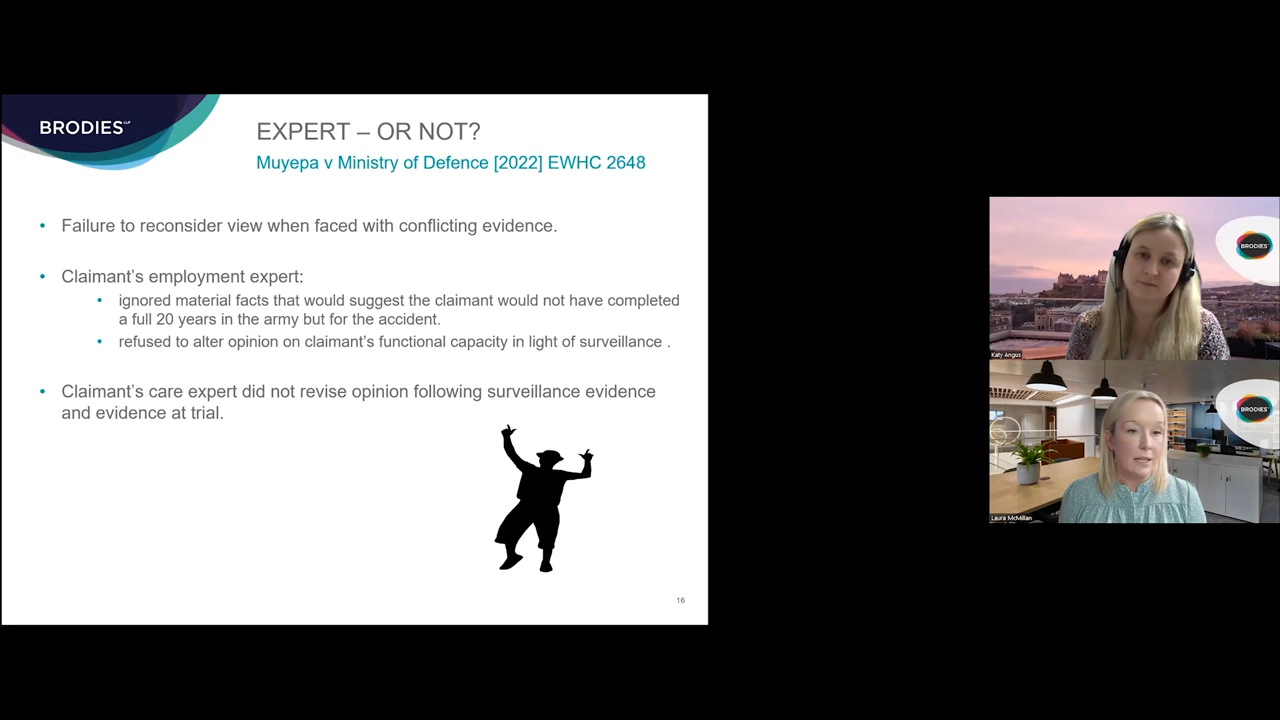 BRODIES LLP
EXPERT – OR NOT?
Muyepa v Ministry of Defence [2022] EWHC 2648
• Failure to reconsider view when faced with conflicting evidence.
• Claimant’s employment expert:
• ignored material facts that would suggest the claimant would not have completed
a full 20 years in the army but for the accident.
• refused to alter opinion on claimant’s functional capacity in light of surveillance .
• Claimant’s care expert did not revise opinion following surveillance evidence
and evidence at trial.
16
BRODIES
Katy Angus
BRODIES
Laura McMillan